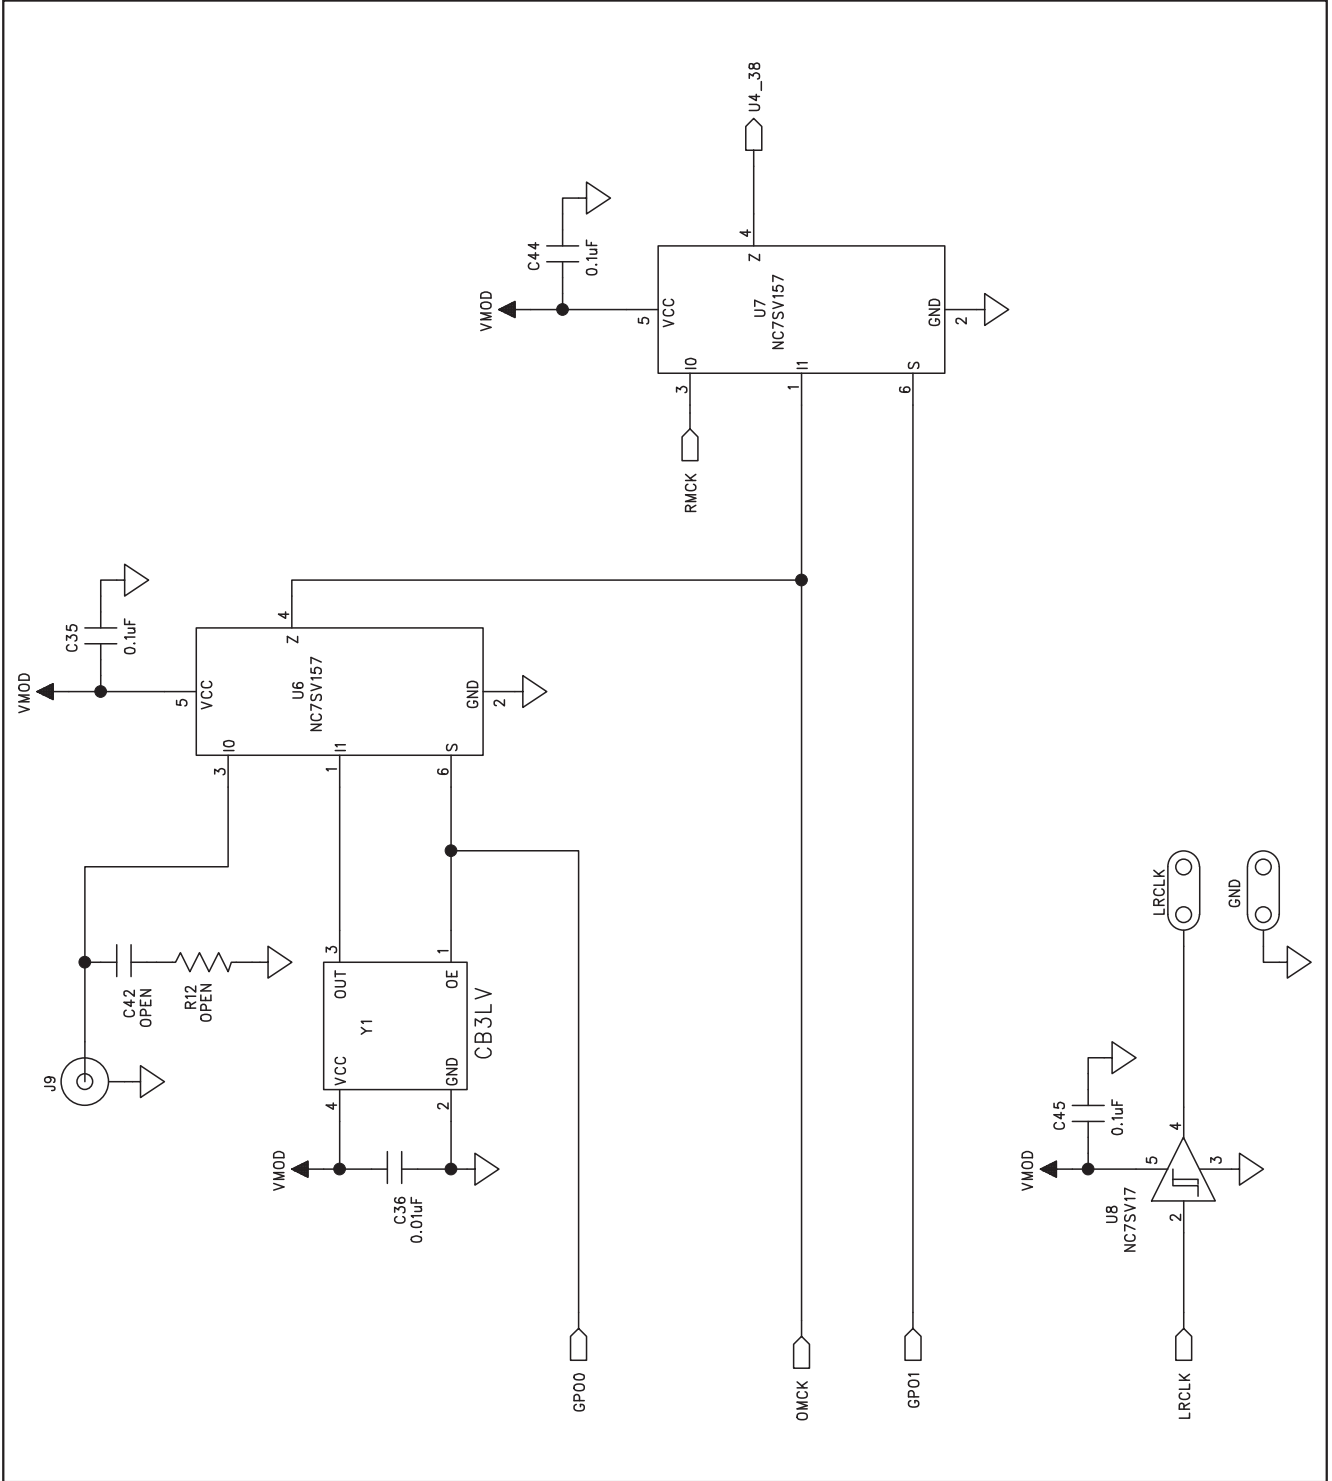 J9
C42
OPEN
R12
OPEN
VMOD
C35
0.1uF
5
VCC
3
I0
1
I1
6
S
4
Z
U6
NC7SV157
GND
2
VMOD
C36
0.01uF
4
VCC
2
GND
Y1
3
OUT
1
OE
CB3LV
GPO0
VMOD
C44
0.1uF
5
VCC
3
I0
1
I1
6
S
4
Z
U7
NC7SV157
GND
2
U4_38
RMCK
OMCK
GPO1
LRCLK
2
U8
NC7SV17
VMOD
C45
0.1uF
5
4
3
LRCLK
GND